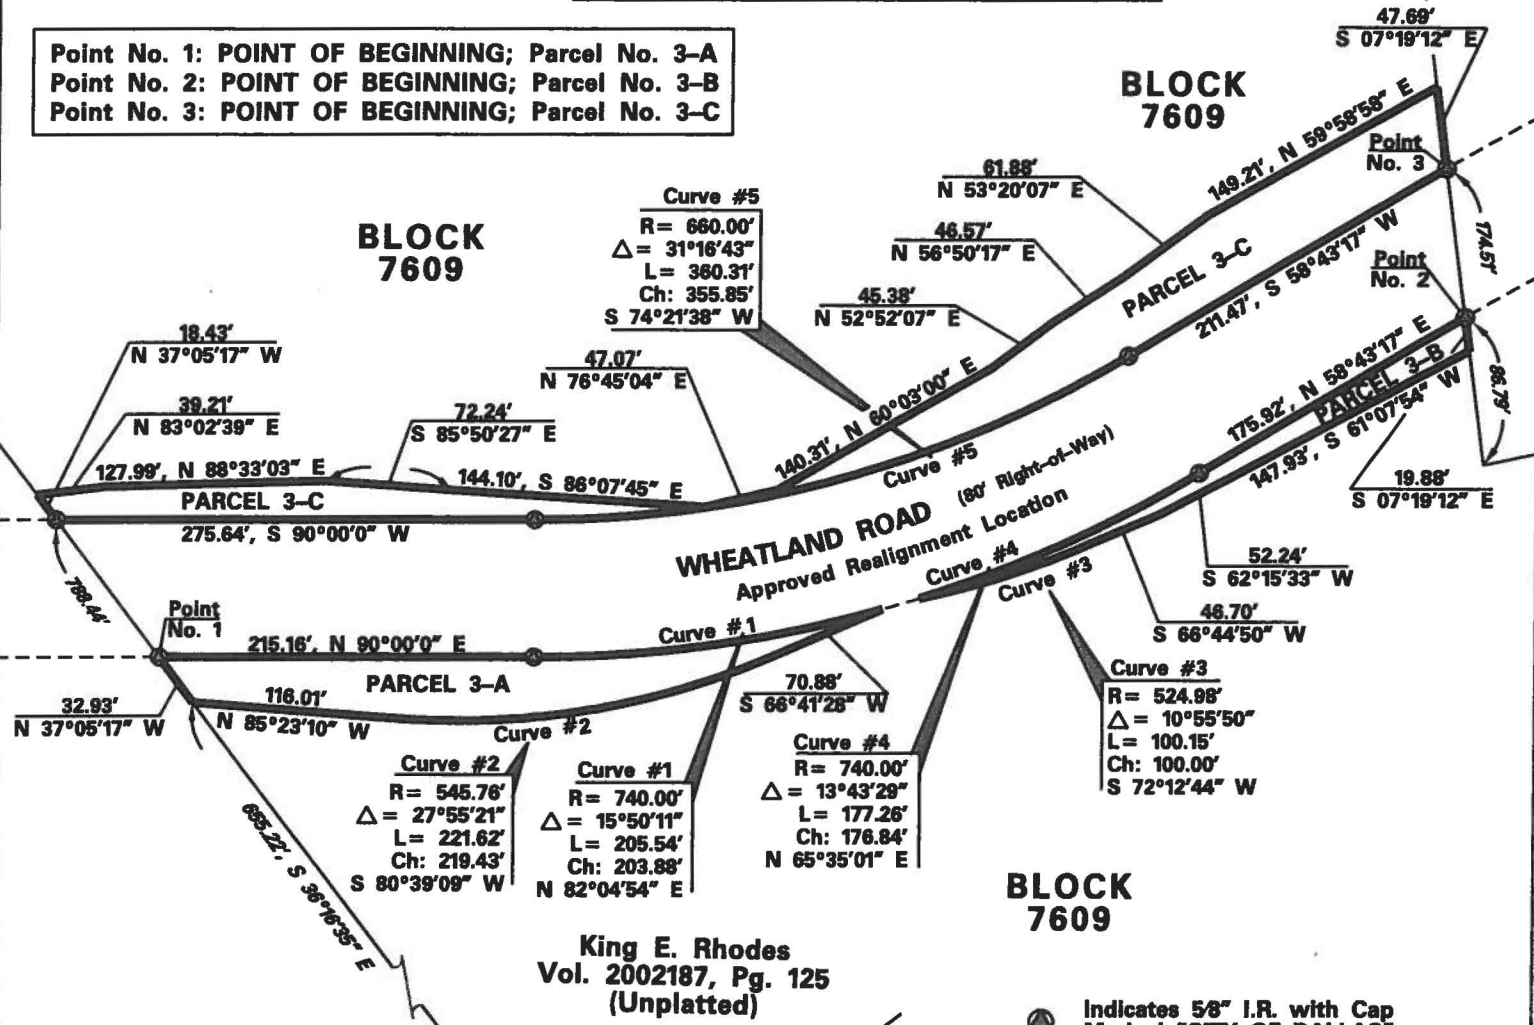 Point No. 1: POINT OF BEGINNING; Parcel No. 3–A
Point No. 2: POINT OF BEGINNING; Parcel No. 3–B
Point No. 3: POINT OF BEGINNING; Parcel No. 3–C
47.69'
S 07°19'12" E
BLOCK
7609
149.21', N 59°58'58" E
Point
No. 3
61.88'
N 53°20'07" E
Curve #5
R= 660.00'
Δ= 31°16'43"
L= 360.31'
Ch: 355.85'
S 74°21'38" W
BLOCK
7609
46.57'
N 56°50'17" E
PARCEL 3–C
211.47', S 58°43'17" W
174.51'
Point
No. 2
45.38'
N 52°52'07" E
18.43'
N 37°05'17" W
47.07'
N 76°45'04" E
39.21'
N 83°02'39" E
72.24'
S 85°50'27" E
140.31', N 60°03'00" E
175.92', N 58°43'17" E
PARCEL 3–B
86.79'
147.93', S 61°07'54" W
127.99', N 88°33'03" E
144.10', S 86°07'45" E
Curve #5
PARCEL 3–C
275.64', S 90°00'0" W
19.88'
S 07°19'12" E
WHEATLAND ROAD (80' Right–of–Way)
Approved Realignment Location
52.24'
S 62°15'33" W
Curve #4
Curve #3
46.70'
S 66°44'50" W
788.44'
Point
No. 1
215.16', N 90°00'0" E
Curve #1
PARCEL 3–A
32.93'
N 37°05'17" W
116.01'
N 85°23'10" W
Curve #2
70.88'
S 66°41'28" W
Curve #3
R= 524.98'
Δ= 10°55'50"
L= 100.15'
Ch: 100.00'
S 72°12'44" W
Curve #2
R= 545.76'
Δ= 27°55'21"
L= 221.62'
Ch: 219.43'
S 80°39'09" W
Curve #1
R= 740.00'
Δ= 15°50'11"
L= 205.54'
Ch: 203.88'
N 82°04'54" E
Curve #4
R= 740.00'
Δ= 13°43'29"
L= 177.26'
Ch: 176.84'
N 65°35'01" E
655.22', S 36°16'35" E
BLOCK
7609
King E. Rhodes
Vol. 2002187, Pg. 125
(Unplatted)
Indicates 5/8" I.R. with Cap